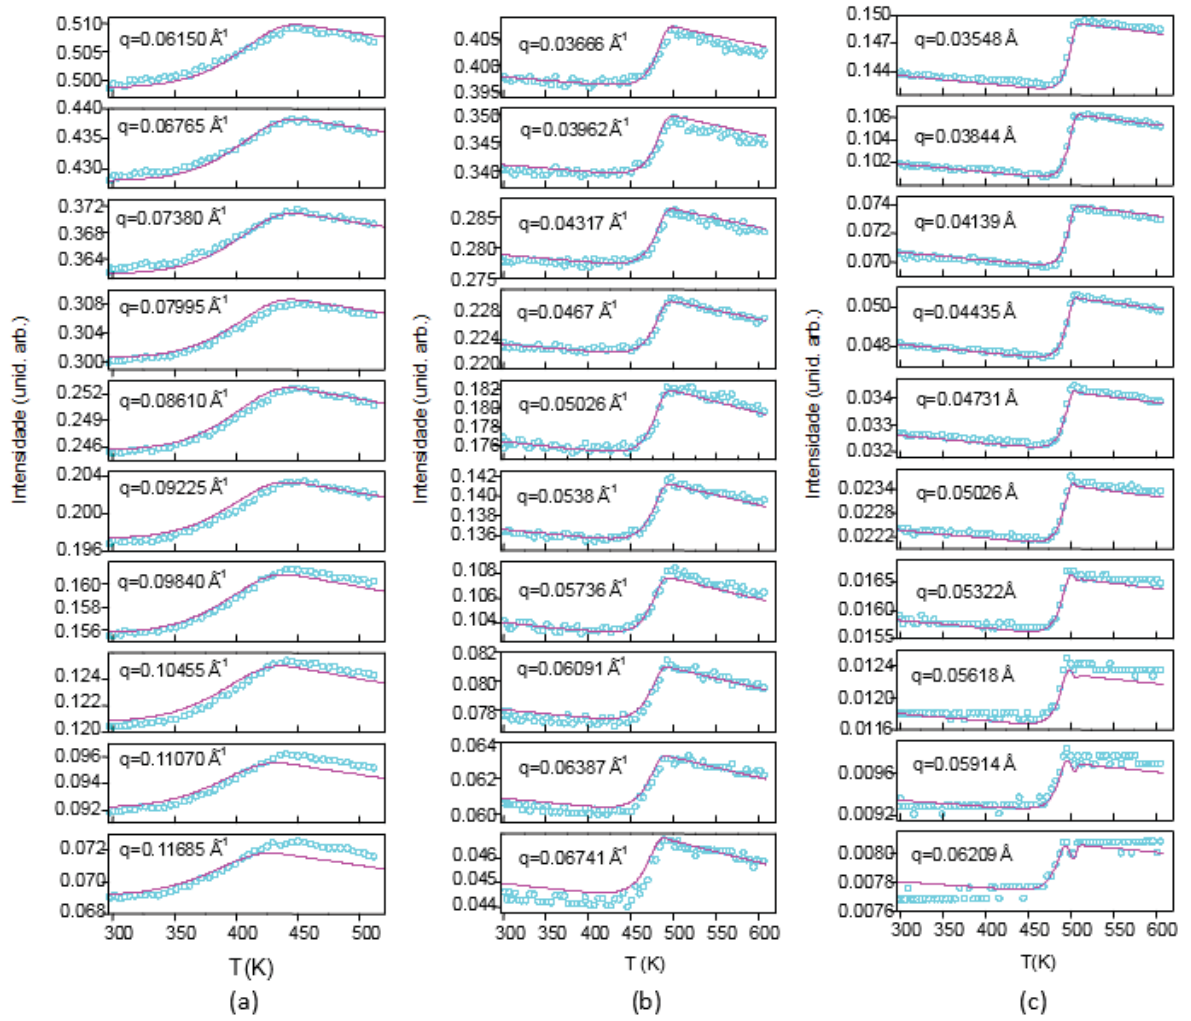 Intensidade (unid. arb.)
0.510
q=0.06150 Å⁻¹
0.505
0.500
0.440
q=0.06765 Å⁻¹
0.435
0.430
0.372
q=0.07380 Å⁻¹
0.368
0.364
q=0.07995 Å⁻¹
0.308
0.304
0.300
q=0.08610 Å⁻¹
0.252
0.249
0.246
0.204
q=0.09225 Å⁻¹
0.200
0.196
q=0.09840 Å⁻¹
0.160
0.158
0.156
q=0.10455 Å⁻¹
0.124
0.122
0.120
q=0.11070 Å⁻¹
0.096
0.094
0.092
q=0.11685 Å⁻¹
0.072
0.070
0.068
300 350 400 450 500
T(K)
(a)
Intensidade (unid. arb.)
0.405
q=0.03666 Å⁻¹
0.400
0.395
0.350
q=0.03962 Å⁻¹
0.345
0.340
0.285
q=0.04317 Å⁻¹
0.278
0.275
0.228
q=0.0467 Å⁻¹
0.224
0.220
0.182
q=0.05026 Å⁻¹
0.180
0.176
0.142
q=0.0538 Å⁻¹
0.140
0.138
0.136
0.108
q=0.05736 Å⁻¹
0.106
0.104
0.082
q=0.06091 Å⁻¹
0.080
0.078
0.064
q=0.06387 Å⁻¹
0.062
0.060
q=0.06741 Å⁻¹
0.046
0.045
0.044
300 350 400 450 500 550 600
T (K)
(b)
Intensidade (unid. arb.)
0.150
q=0.03548 Å
0.147
0.144
0.106
q=0.03844 Å
0.104
0.102
0.074
q=0.04139 Å
0.072
0.070
0.050
q=0.04435 Å
0.048
0.034
q=0.04731 Å
0.033
0.032
0.0234
q=0.05026 Å
0.0222
0.0165
q=0.05322Å
0.0160
0.0155
0.0124
q=0.05618 Å
0.0120
0.0116
0.0096
q=0.05914 Å
0.0092
0.0080
q=0.06209 Å
0.0078
0.0076
300 350 400 450 500 550 600
T(K)
(c)